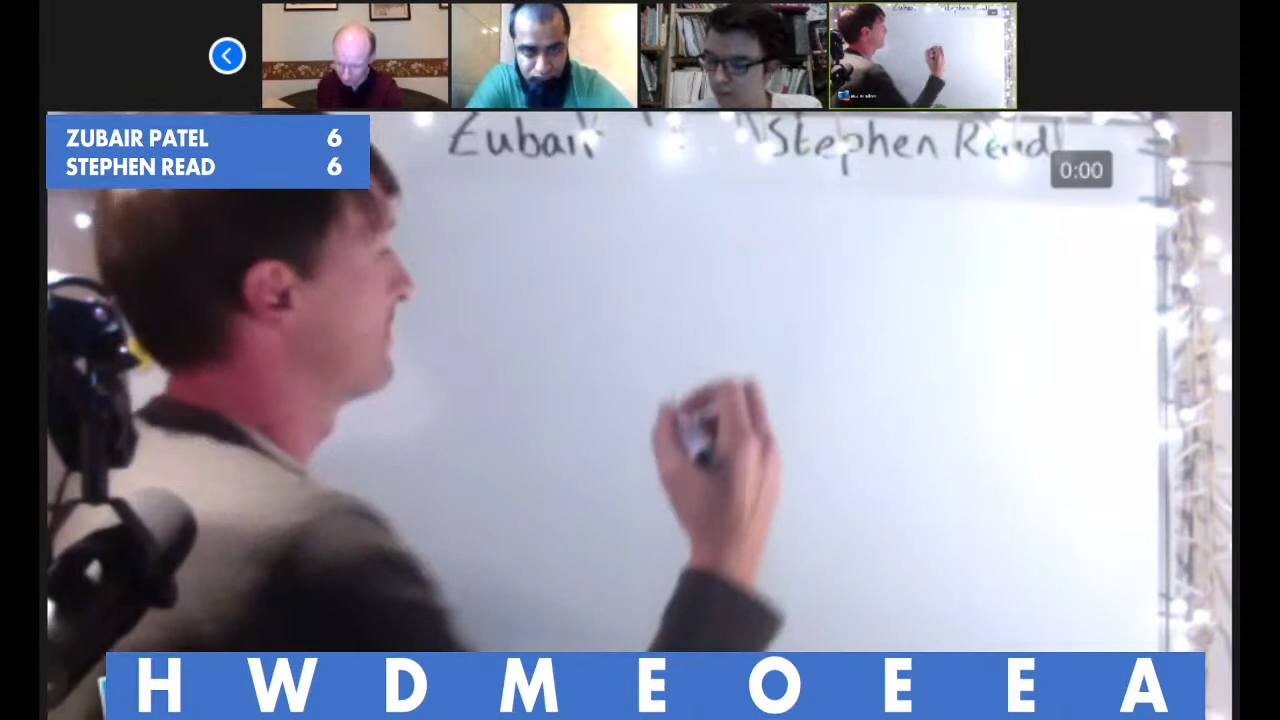 ZUBAIR PATEL 6
STEPHEN READ 6
Zubair Stephen Read
0:00
H W D M E O E E A